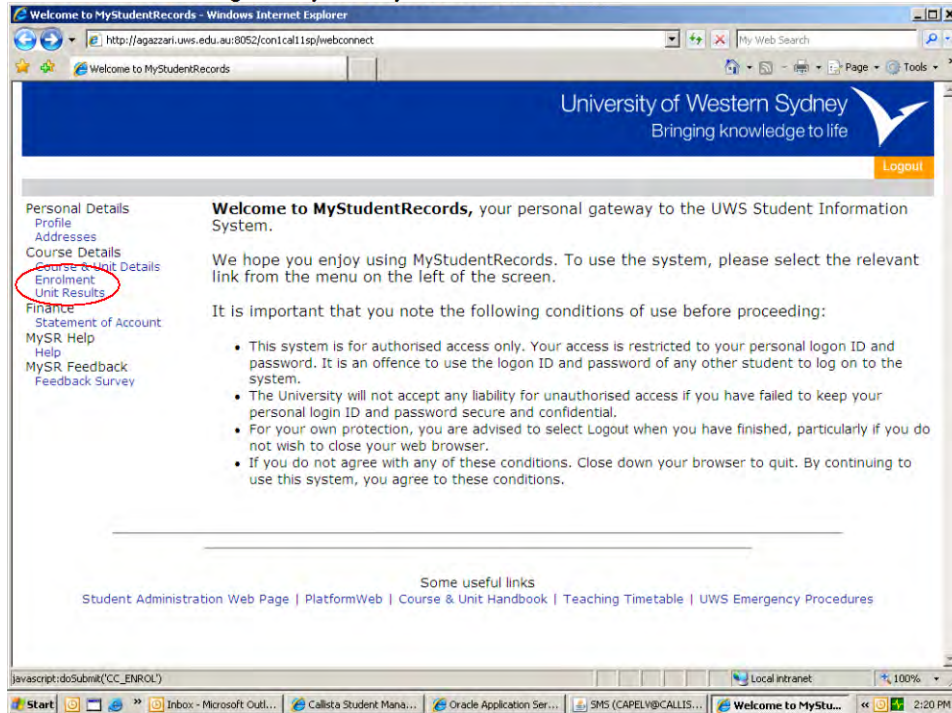 Welcome to MyStudentRecords - Windows Internet Explorer
http://agazzari.uws.edu.au:8052/con1cal11sp/webconnect
My Web Search
Welcome to MyStudentRecords
Page
Tools
University of Western Sydney
Bringing knowledge to life
Logout
Personal Details
Profile
Addresses
Course Details
Course & Unit Details
Enrolment
Unit Results
Finance
Statement of Account
MySR Help
Help
MySR Feedback
Feedback Survey
Welcome to MyStudentRecords, your personal gateway to the UWS Student Information
System.
We hope you enjoy using MyStudentRecords. To use the system, please select the relevant
link from the menu on the left of the screen.
It is important that you note the following conditions of use before proceeding:
• This system is for authorised access only. Your access is restricted to your personal logon ID and
password. It is an offence to use the logon ID and password of any other student to log on to the
system.
• The University will not accept any liability for unauthorised access if you have failed to keep your
personal login ID and password secure and confidential.
• For your own protection, you are advised to select Logout when you have finished, particularly if you do
not wish to close your web browser.
• If you do not agree with any of these conditions. Close down your browser to quit. By continuing to
use this system, you agree to these conditions.
Some useful links
Student Administration Web Page | PlatformWeb | Course & Unit Handbook | Teaching Timetable | UWS Emergency Procedures
javascript:doSubmit('CC_ENROL')
Local intranet
100%
Start
Inbox - Microsoft Outl...
Callista Student Mana...
Oracle Application Ser...
SMS (CAPELV@CALLIS...
Welcome to MyStu...
2:20 PM